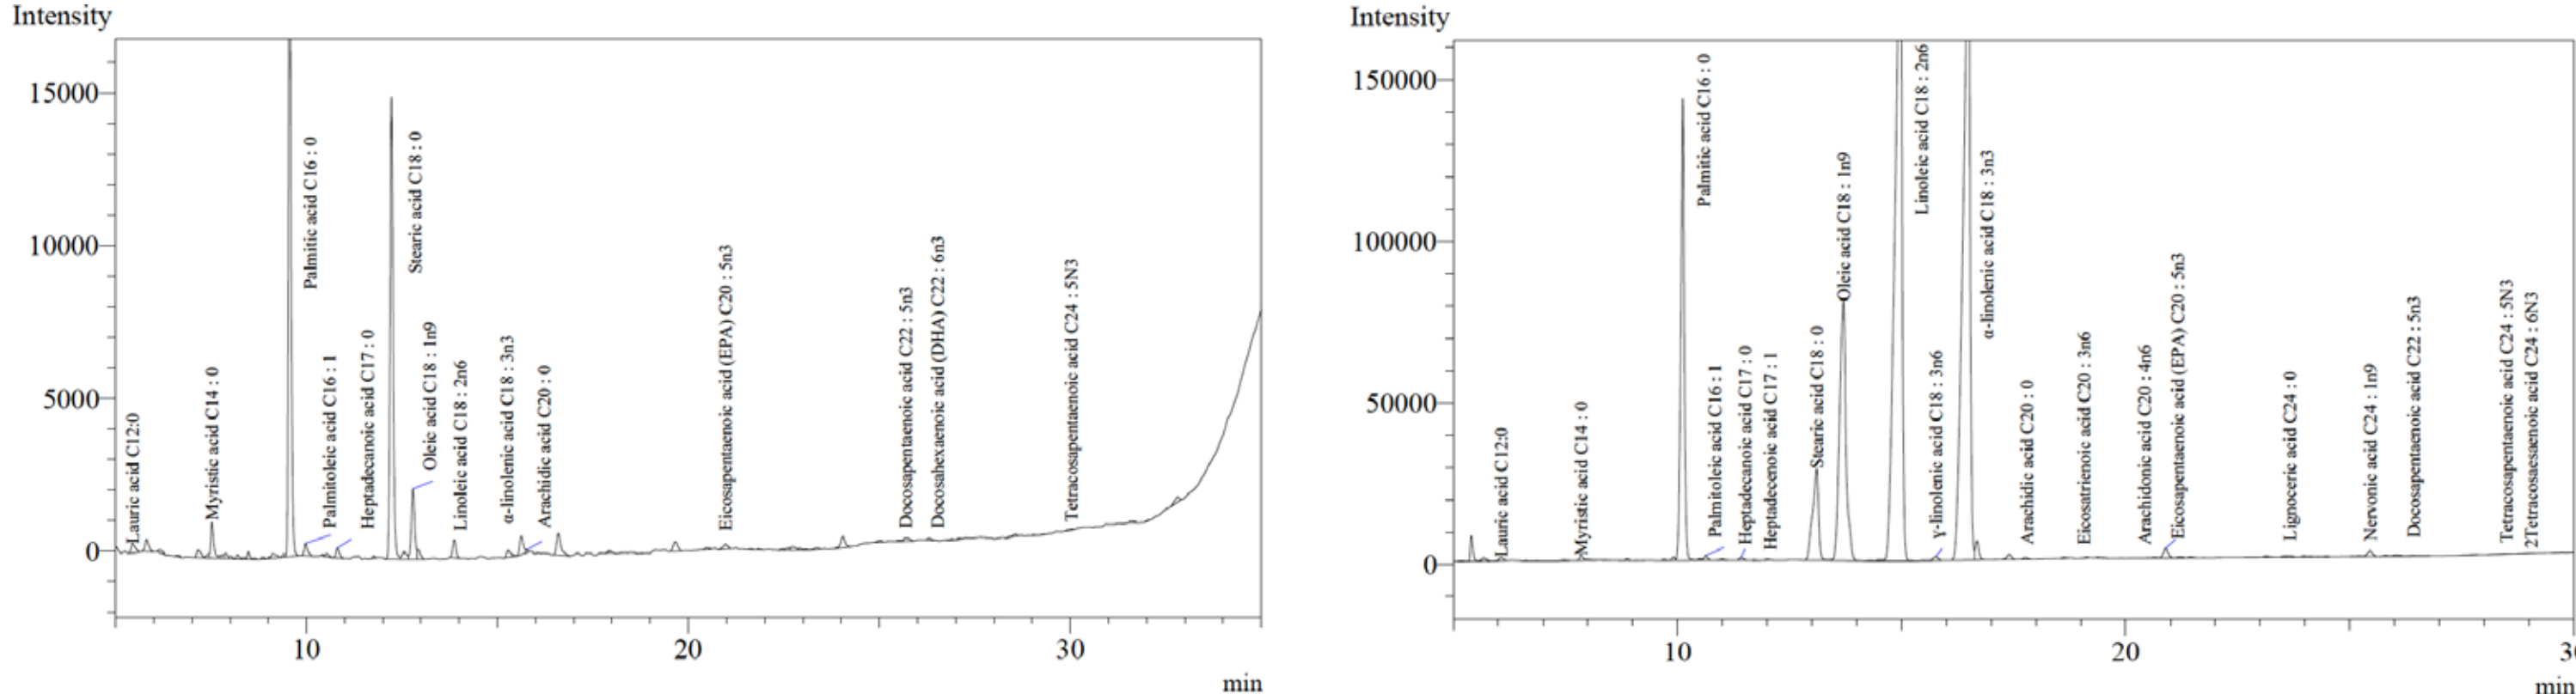 Intensity
15000
10000
5000
0
10
20
30
min
Lauric acid C12:0
Myristic acid C14 : 0
Palmitic acid C16 : 0
Palmitoleic acid C16 : 1
Heptadecanoic acid C17 : 0
Stearic acid C18 : 0
Oleic acid C18 : 1n9
Linoleic acid C18 : 2n6
α-linolenic acid C18 : 3n3
Arachidic acid C20 : 0
Eicosapentaenoic acid (EPA) C20 : 5n3
Docosapentaenoic acid C22 : 5n3
Docosahexaenoic acid (DHA) C22 : 6n3
Tetracosapentaenoic acid C24 : 5N3
Intensity
150000
100000
50000
0
10
20
30
min
Lauric acid C12:0
Myristic acid C14 : 0
Palmitic acid C16 : 0
Palmitoleic acid C16 : 1
Heptadecanoic acid C17 : 0
Heptadecenoic acid C17 : 1
Stearic acid C18 : 0
Oleic acid C18 : 1n9
Linoleic acid C18 : 2n6
γ-linolenic acid C18 : 3n6
α-linolenic acid C18 : 3n3
Arachidic acid C20 : 0
Eicosatrienoic acid C20 : 3n6
Arachidonic acid C20 : 4n6
Eicosapentaenoic acid (EPA) C20 : 5n3
Lignoceric acid C24 : 0
Nervonic acid C24 : 1n9
Docosapentaenoic acid C22 : 5n3
Tetracosapentaenoic acid C24 : 5N3
2Tetracosaesaenoic acid C24 : 6N3